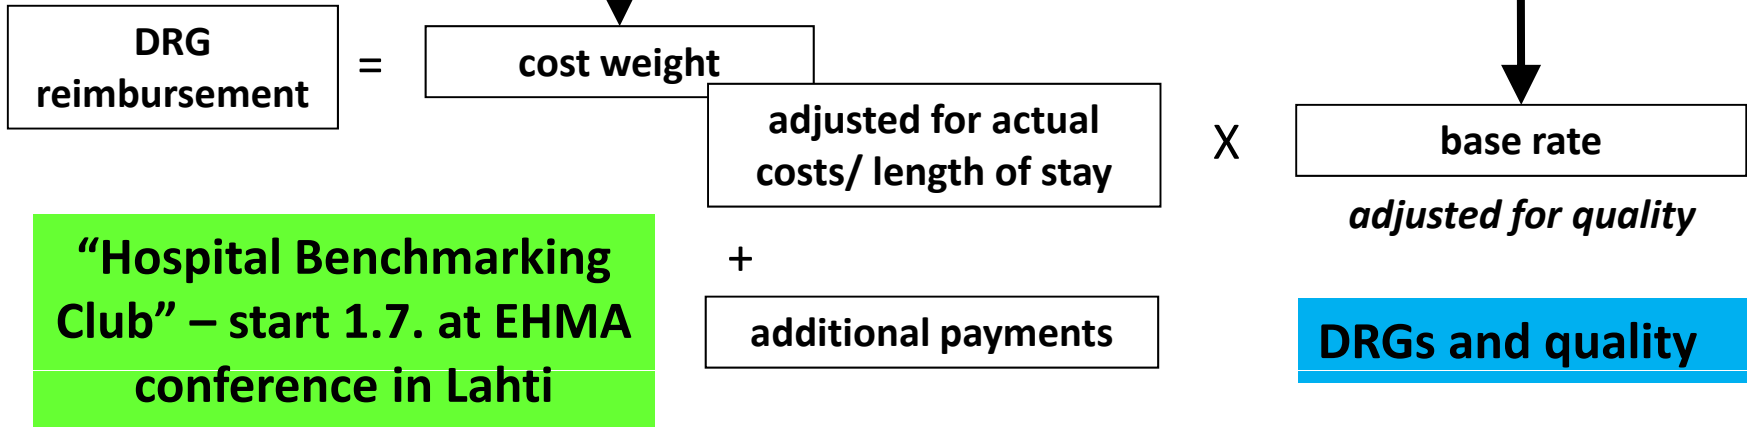 DRG
reimbursement
=
cost weight
adjusted for actual
costs/ length of stay
X
base rate
adjusted for quality
+
additional payments
“Hospital Benchmarking
Club” – start 1.7. at EHMA
conference in Lahti
DRGs and quality